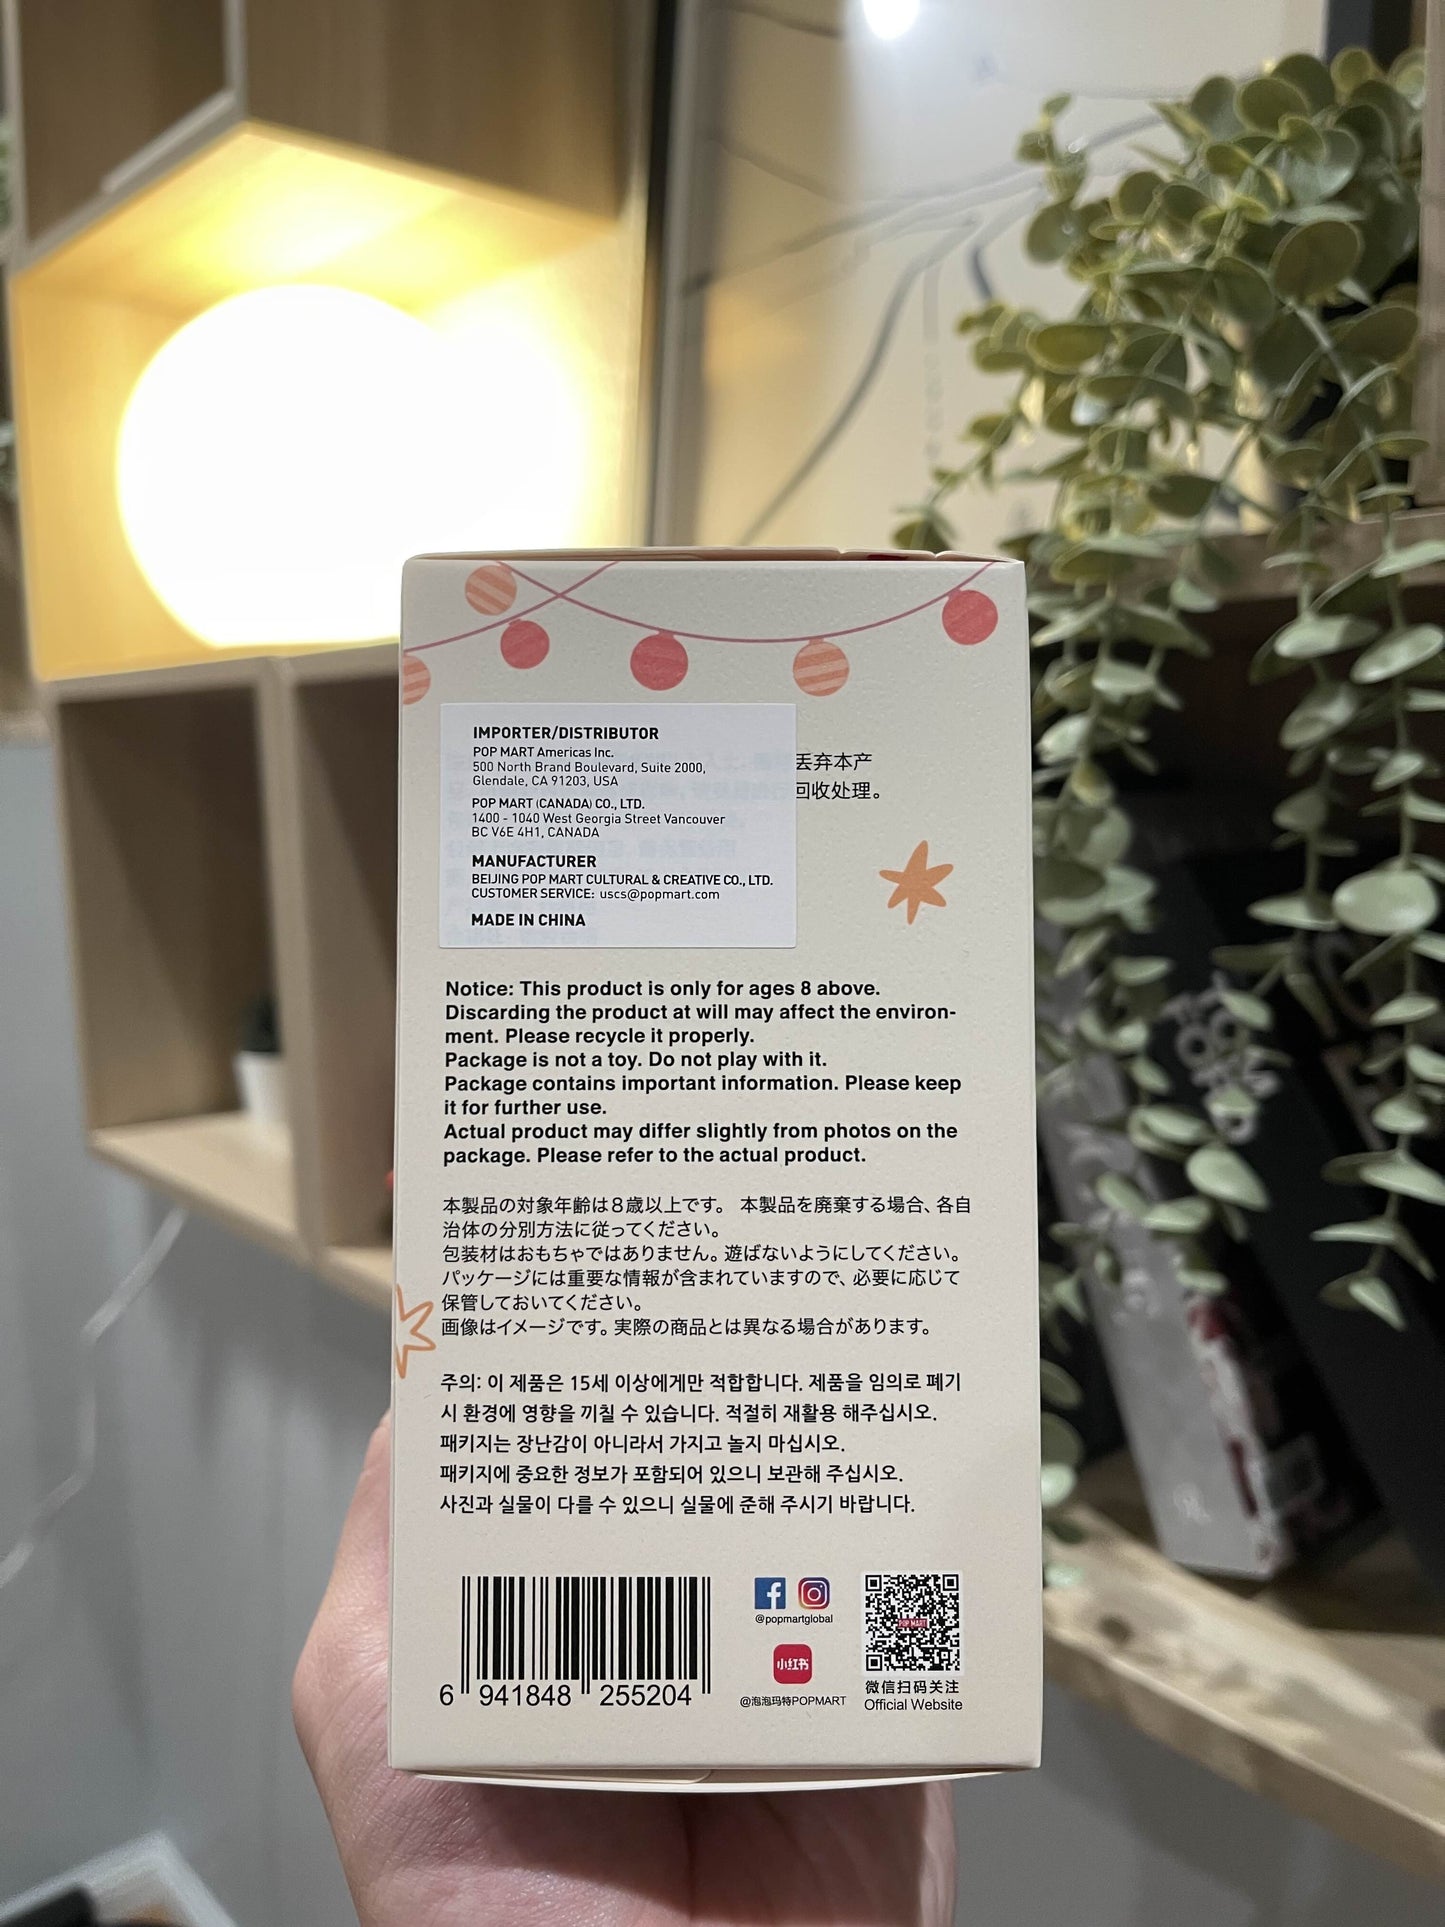 IMPORTER/DISTRIBUTOR
POP MART Americas Inc.
500 North Brand Boulevard, Suite 2000,
Glendale, CA 91203, USA
POP MART (CANADA) CO., LTD.
1400 - 1040 West Georgia Street Vancouver
BC V6E 4H1, CANADA
MANUFACTURER
BEIJING POP MART CULTURAL & CREATIVE CO., LTD.
CUSTOMER SERVICE: uscs@popmart.com
MADE IN CHINA
丢弃本产
回收处理。
Notice: This product is only for ages 8 above.
Discarding the product at will may affect the environ-
ment. Please recycle it properly.
Package is not a toy. Do not play with it.
Package contains important information. Please keep
it for further use.
Actual product may differ slightly from photos on the
package. Please refer to the actual product.
本製品の対象年齢は8歳以上です。 本製品を廃棄する場合、各自
治体の分別方法に従ってください。
包装材はおもちゃではありません。遊ばないようにしてください。
パッケージには重要な情報が含まれていますので、必要に応じて
保管しておいてください。
画像はイメージです。実際の商品とは異なる場合があります。
주의: 이 제품은 15세 이상에게만 적합합니다. 제품을 임의로 폐기
시 환경에 영향을 끼칠 수 있습니다. 적절히 재활용 해주십시오.
패키지는 장난감이 아니라서 가지고 놀지 마십시오.
패키지에 중요한 정보가 포함되어 있으니 보관해 주십시오.
사진과 실물이 다를 수 있으니 실물에 준해 주시기 바랍니다.
6 941848 255204
@popmartglobal
小红书
@泡泡玛特POPMART
POP MART
微信扫码关注
Official Website